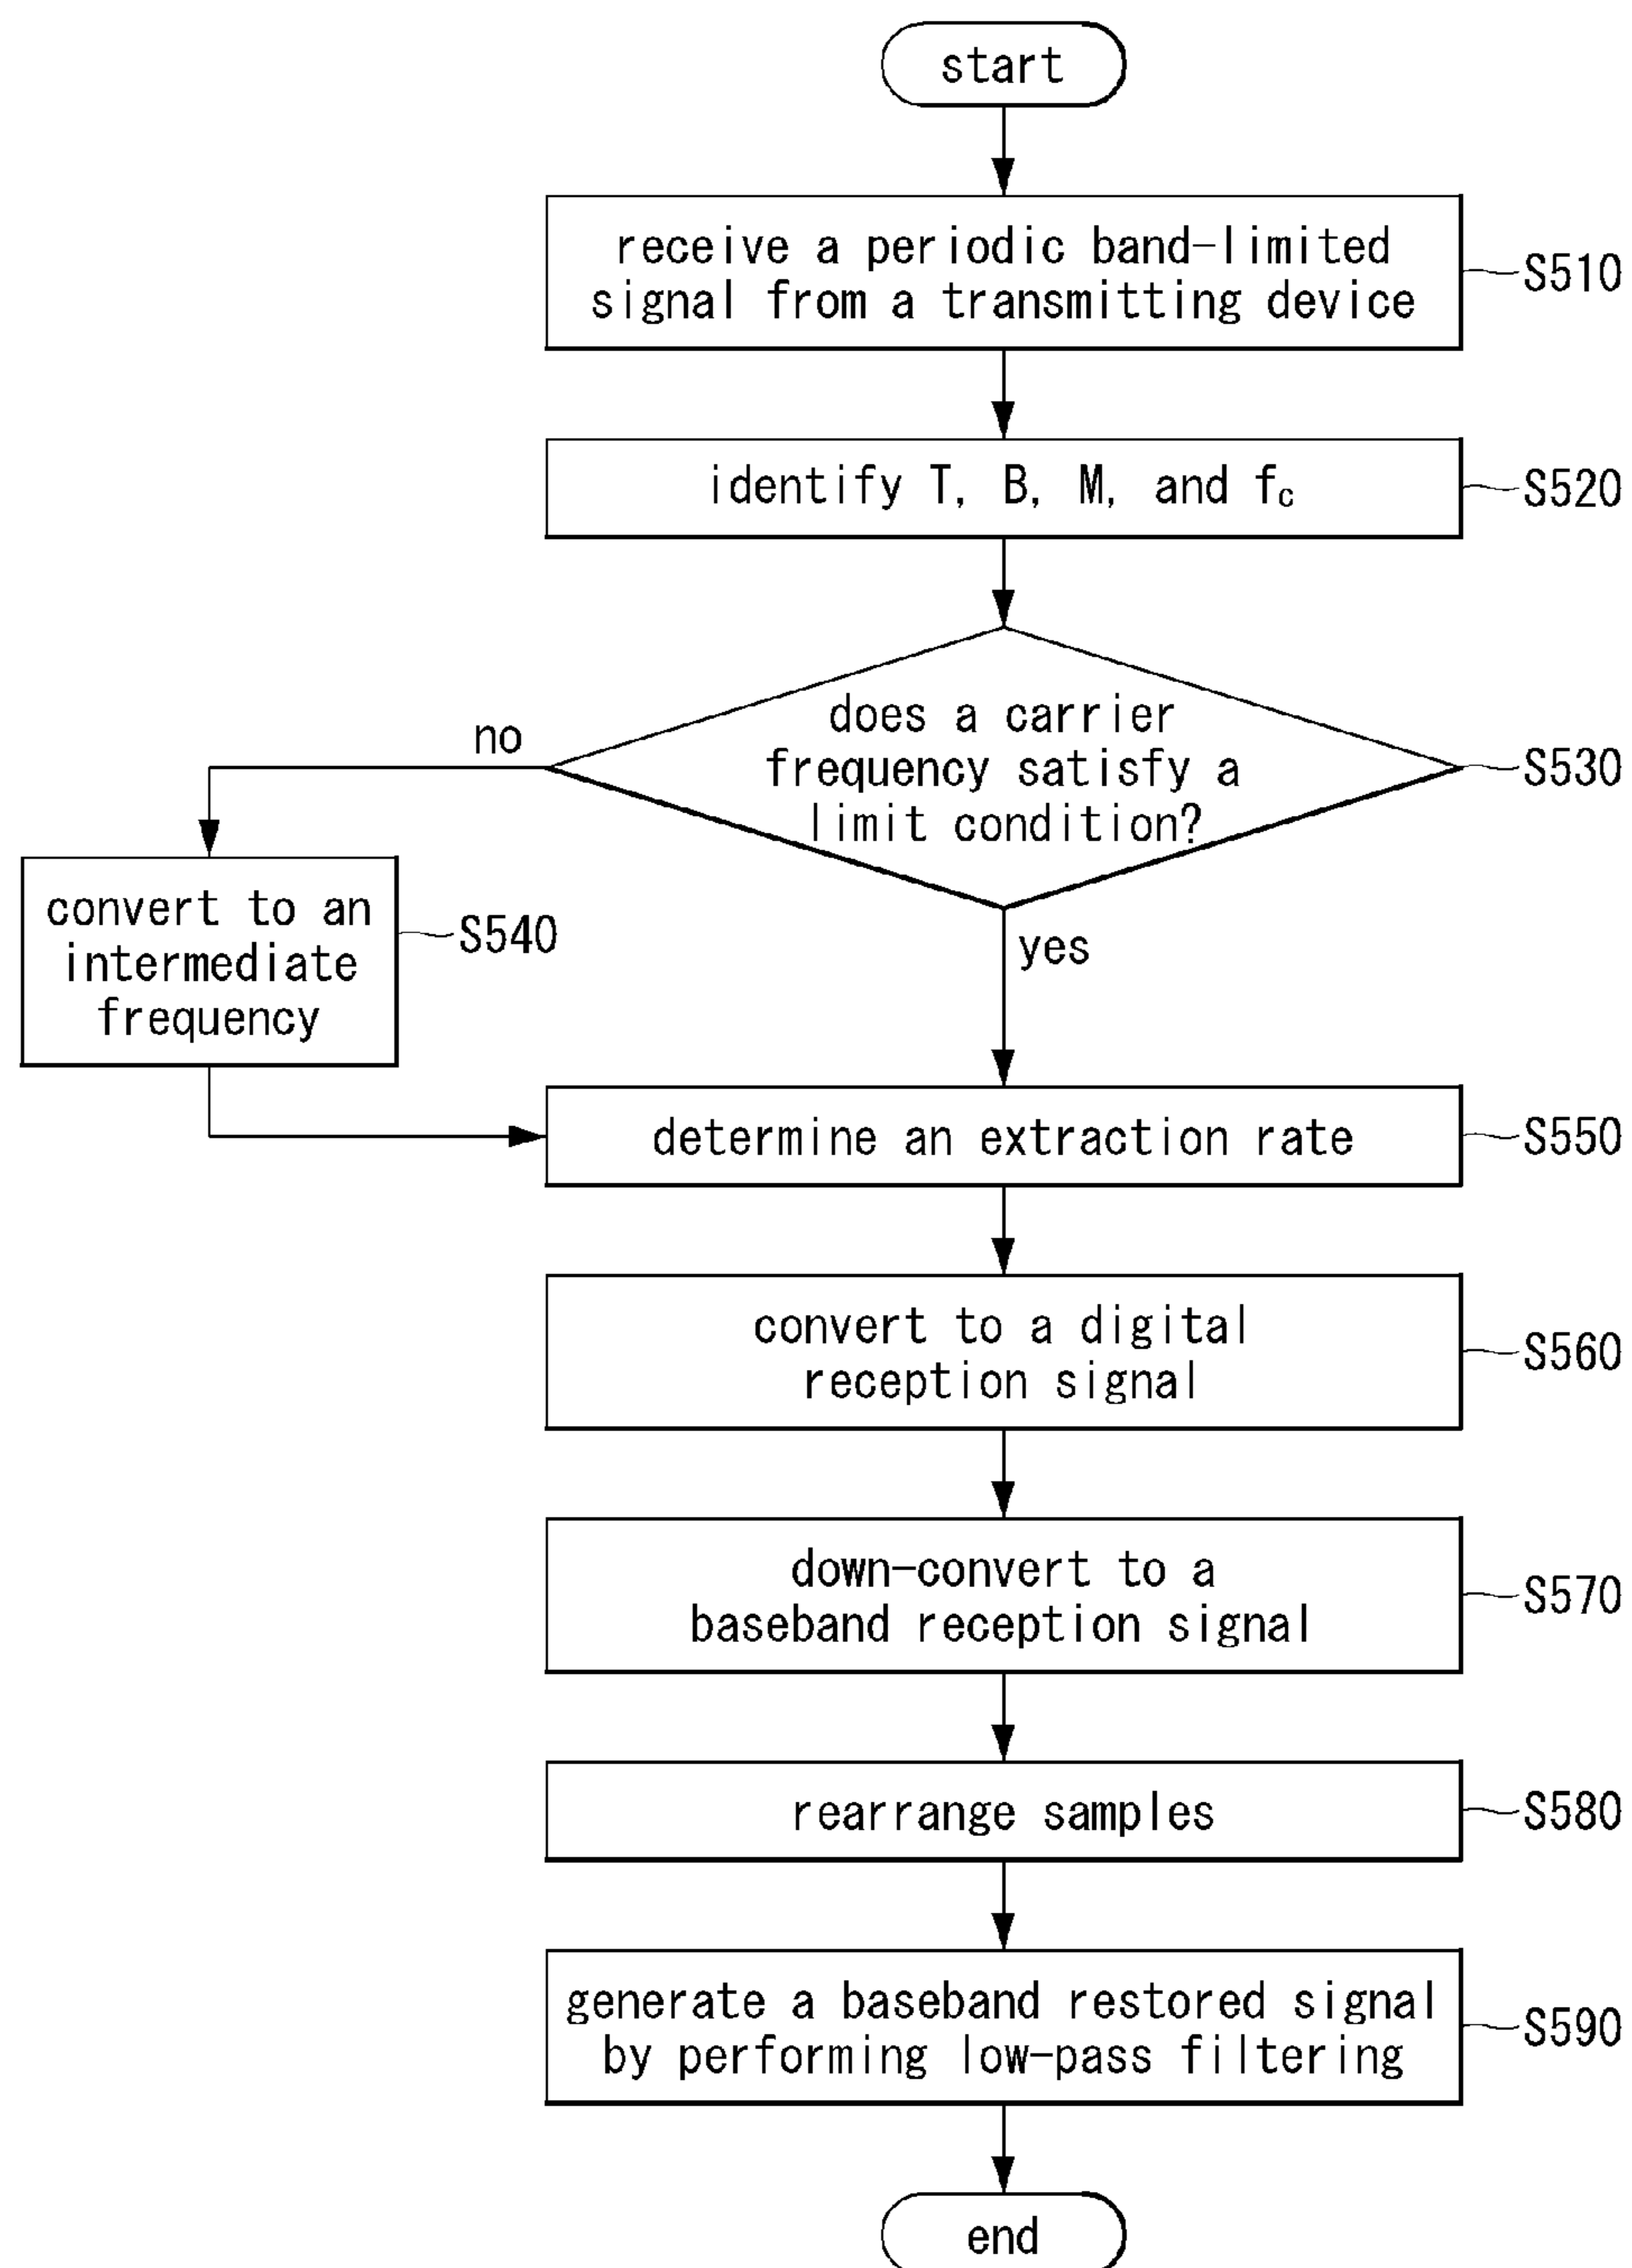 start
receive a periodic band-limited
signal from a transmitting device
S510
identify T, B, M, and fc
S520
does a carrier
frequency satisfy a
limit condition?
S530
no
yes
convert to an
intermediate
frequency
S540
determine an extraction rate
S550
convert to a digital
reception signal
S560
down-convert to a
baseband reception signal
S570
rearrange samples
S580
generate a baseband restored signal
by performing low-pass filtering
S590
end